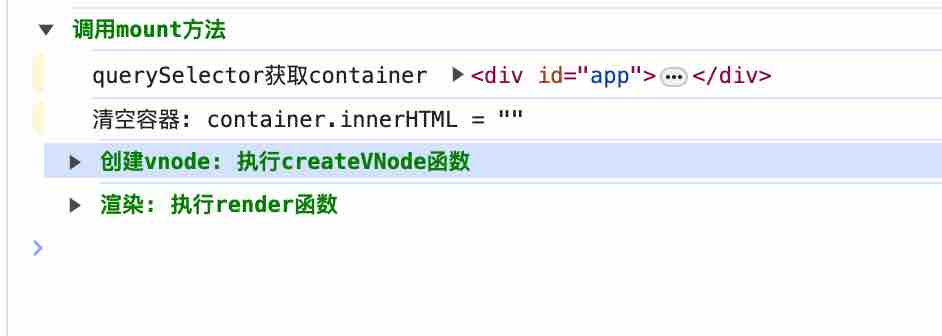 调用mount方法
querySelector获取container ▶<div id="app">⋯</div>
清空容器: container.innerHTML = ""
创建vnode: 执行createVNode函数
渲染: 执行render函数